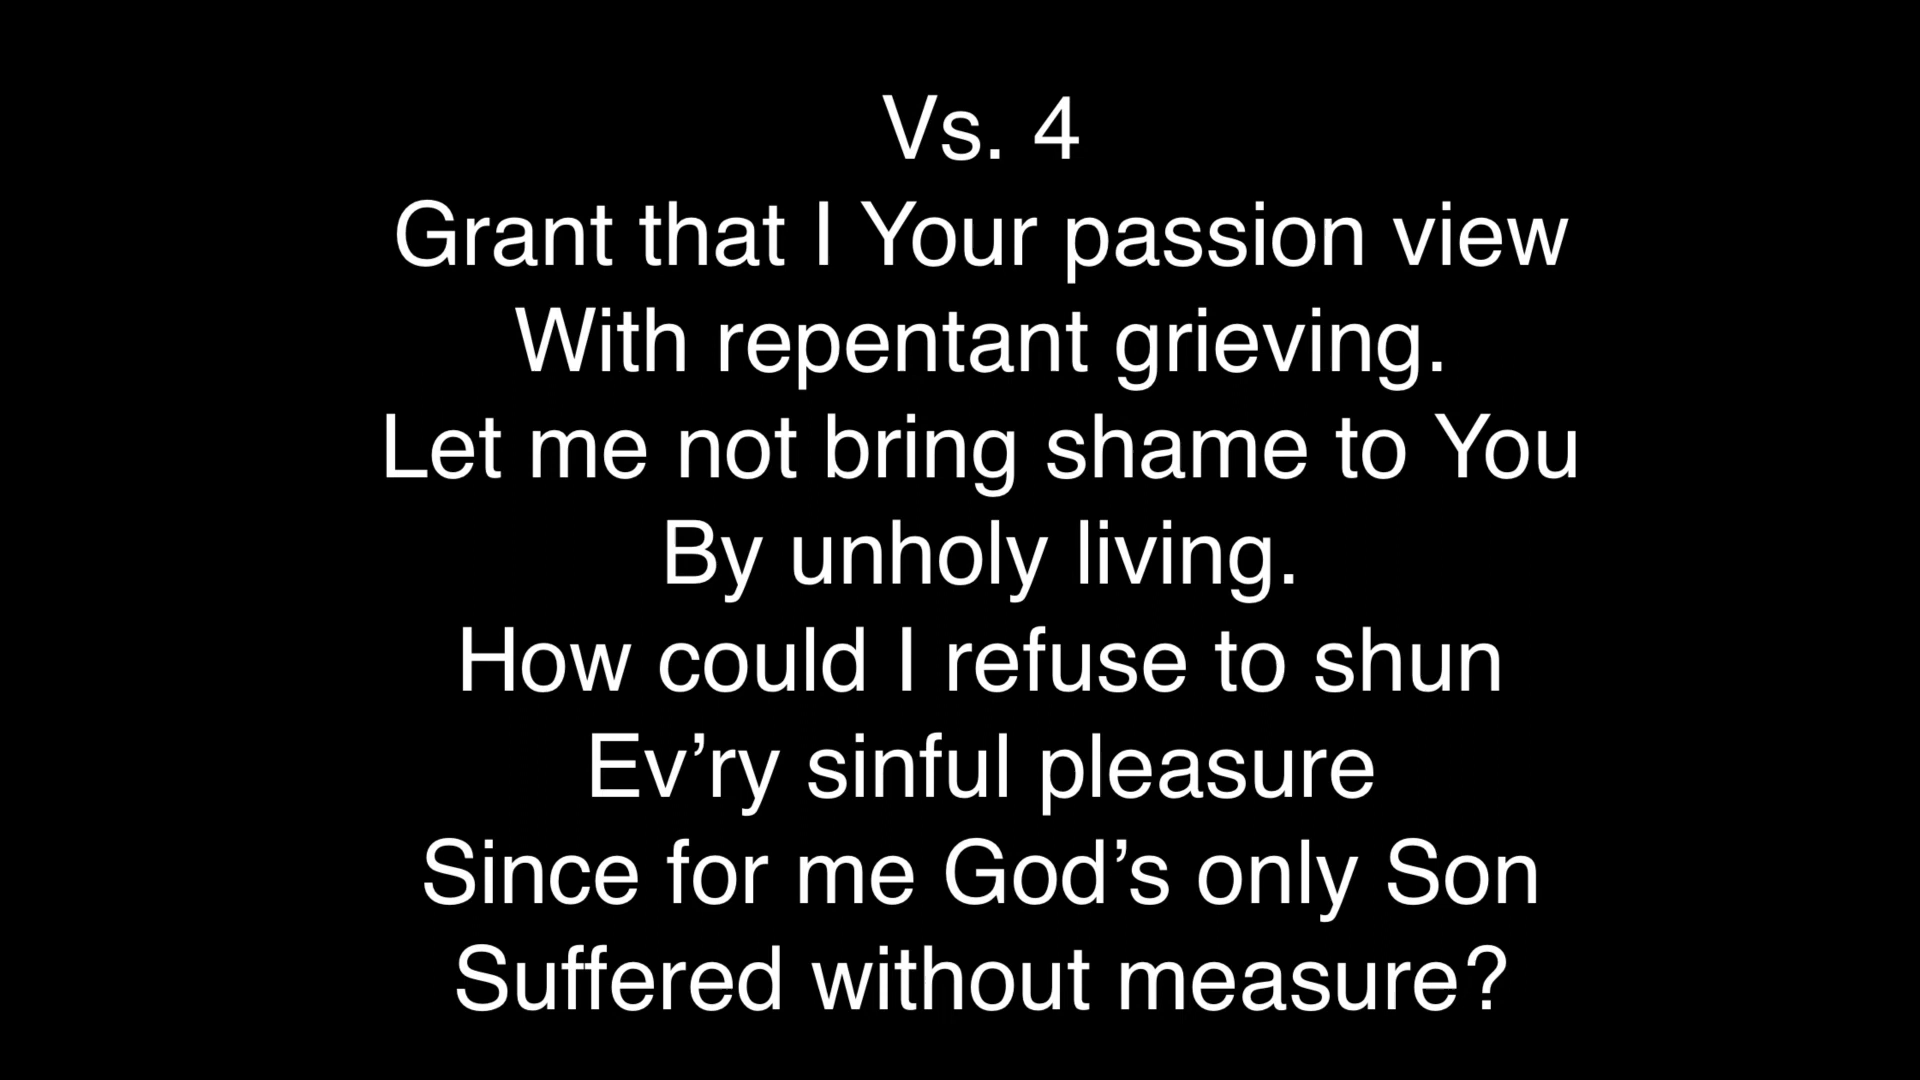 Vs. 4
Grant that I Your passion view
With repentant grieving.
Let me not bring shame to You
By unholy living.
How could I refuse to shun
Ev’ry sinful pleasure
Since for me God’s only Son
Suffered without measure?